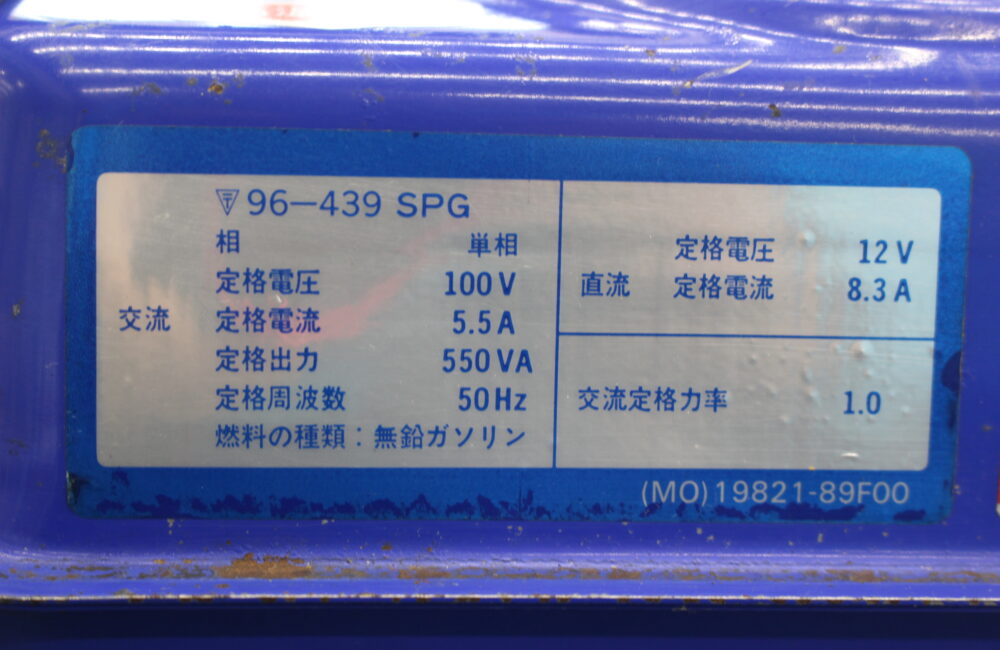 〒96-439 SPG
交流
相 単相
定格電圧 100V
定格電流 5.5A
定格出力 550VA
定格周波数 50Hz
燃料の種類：無鉛ガソリン
直流
定格電圧 12V
定格電流 8.3A
交流定格力率 1.0
(MO)19821-89F00